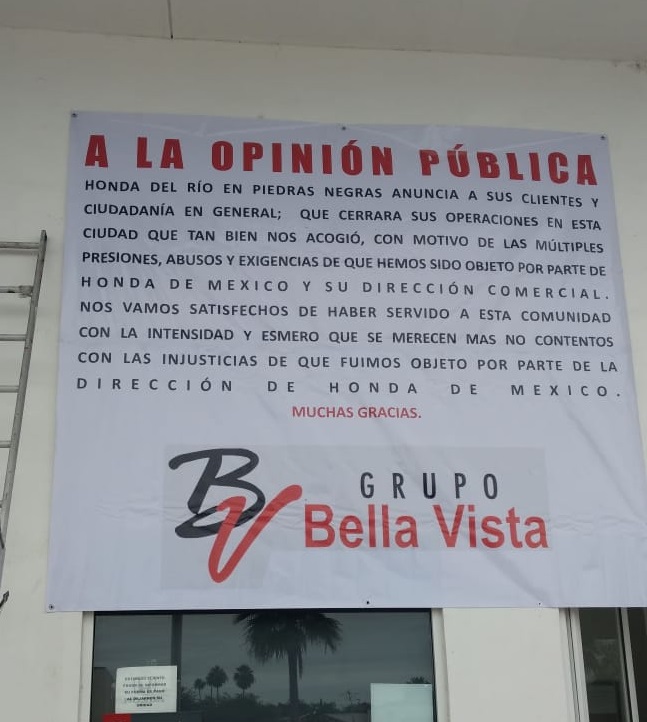 A LA OPINIÓN PÚBLICA
HONDA DEL RÍO EN PIEDRAS NEGRAS ANUNCIA A SUS CLIENTES Y
CIUDADANÍA EN GENERAL; QUE CERRARA SUS OPERACIONES EN ESTA
CIUDAD QUE TAN BIEN NOS ACOGIÓ, CON MOTIVO DE LAS MÚLTIPLES
PRESIONES, ABUSOS Y EXIGENCIAS DE QUE HEMOS SIDO OBJETO POR PARTE DE
HONDA DE MEXICO Y SU DIRECCIÓN COMERCIAL.
NOS VAMOS SATISFECHOS DE HABER SERVIDO A ESTA COMUNIDAD
CON LA INTENSIDAD Y ESMERO QUE SE MERECEN MAS NO CONTENTOS
CON LAS INJUSTICIAS DE QUE FUIMOS OBJETO POR PARTE DE LA
DIRECCIÓN DE HONDA DE MEXICO.
MUCHAS GRACIAS.
BV
GRUPO
Bella Vista